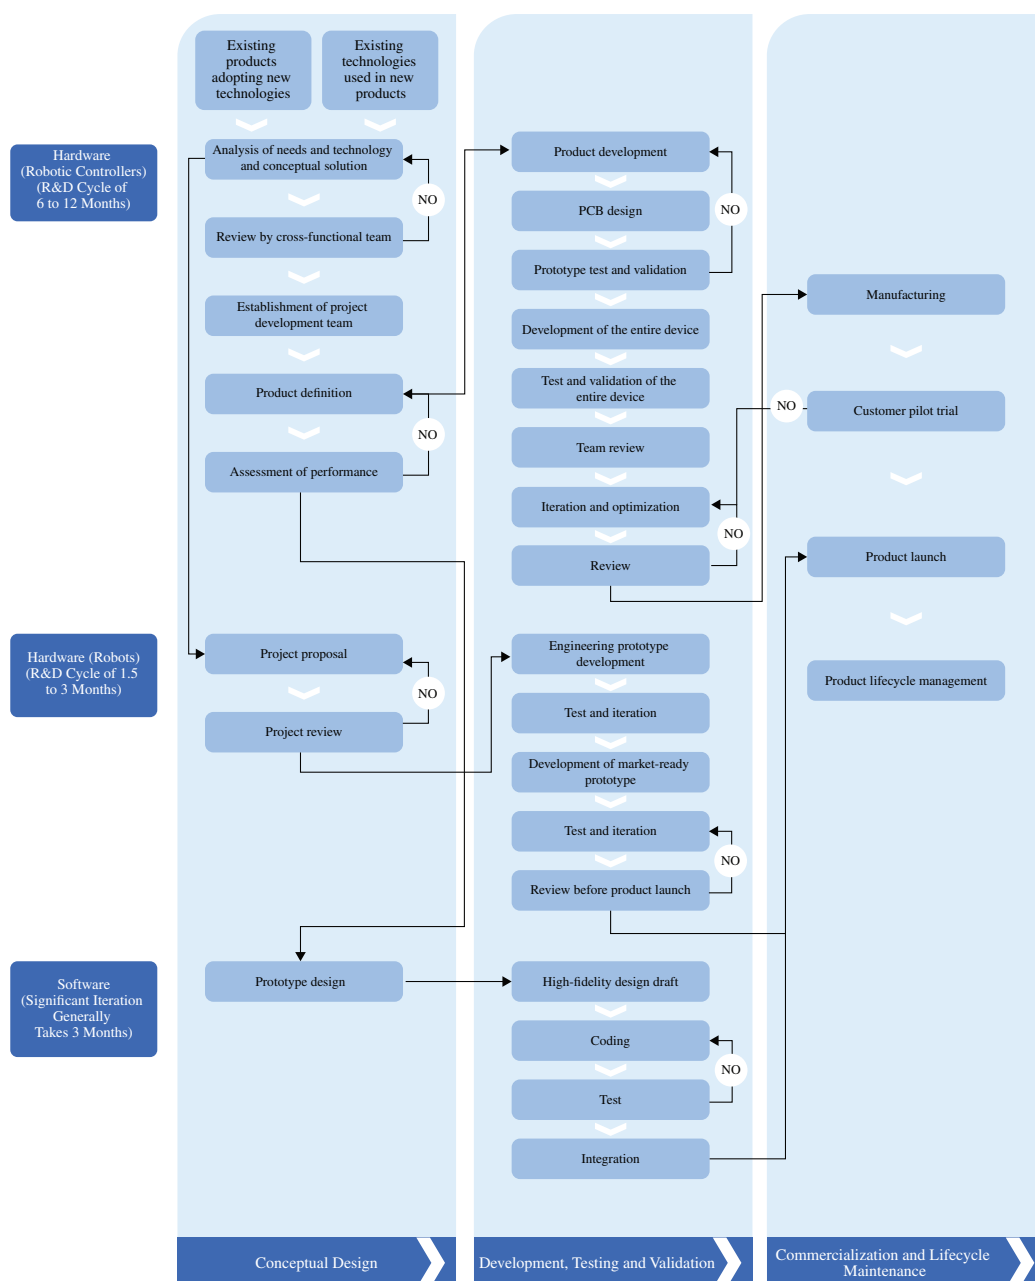 Existing
products
adopting new
technologies
Existing
technologies
used in new
products
Hardware
(Robotic Controllers)
(R&D Cycle of
6 to 12 Months)
Analysis of needs and technology
and conceptual solution
NO
Review by cross-functional team
Establishment of project
development team
Product definition
NO
Assessment of performance
Product development
PCB design
NO
Prototype test and validation
Development of the entire device
Test and validation of the
entire device
Team review
Iteration and optimization
NO
Review
Manufacturing
NO
Customer pilot trial
Product launch
Product lifecycle management
Hardware (Robots)
(R&D Cycle of 1.5
to 3 Months)
Project proposal
NO
Project review
Engineering prototype
development
Test and iteration
Development of market-ready
prototype
Test and iteration
NO
Review before product launch
Software
(Significant Iteration
Generally
Takes 3 Months)
Prototype design
High-fidelity design draft
Coding
NO
Test
Integration
Conceptual Design
Development, Testing and Validation
Commercialization and Lifecycle
Maintenance